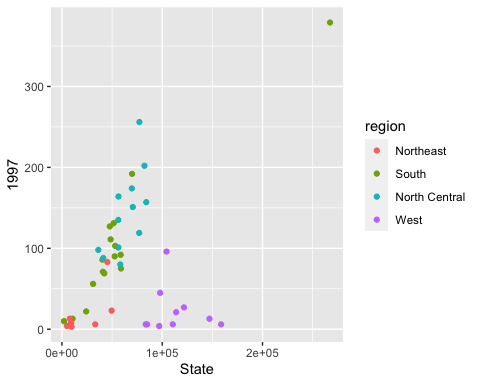 300
200
100
0
1997
0e+00 1e+05 2e+05
State
region
Northeast
South
North Central
West